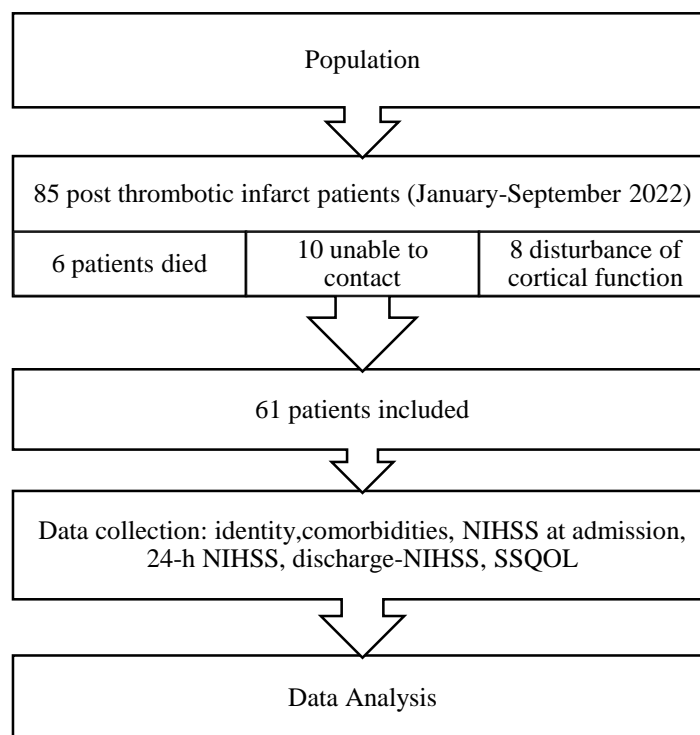 Population
85 post thrombotic infarct patients (January-September 2022)
6 patients died
10 unable to
contact
8 disturbance of
cortical function
61 patients included
Data collection: identity,comorbidities, NIHSS at admission,
24-h NIHSS, discharge-NIHSS, SSQOL
Data Analysis